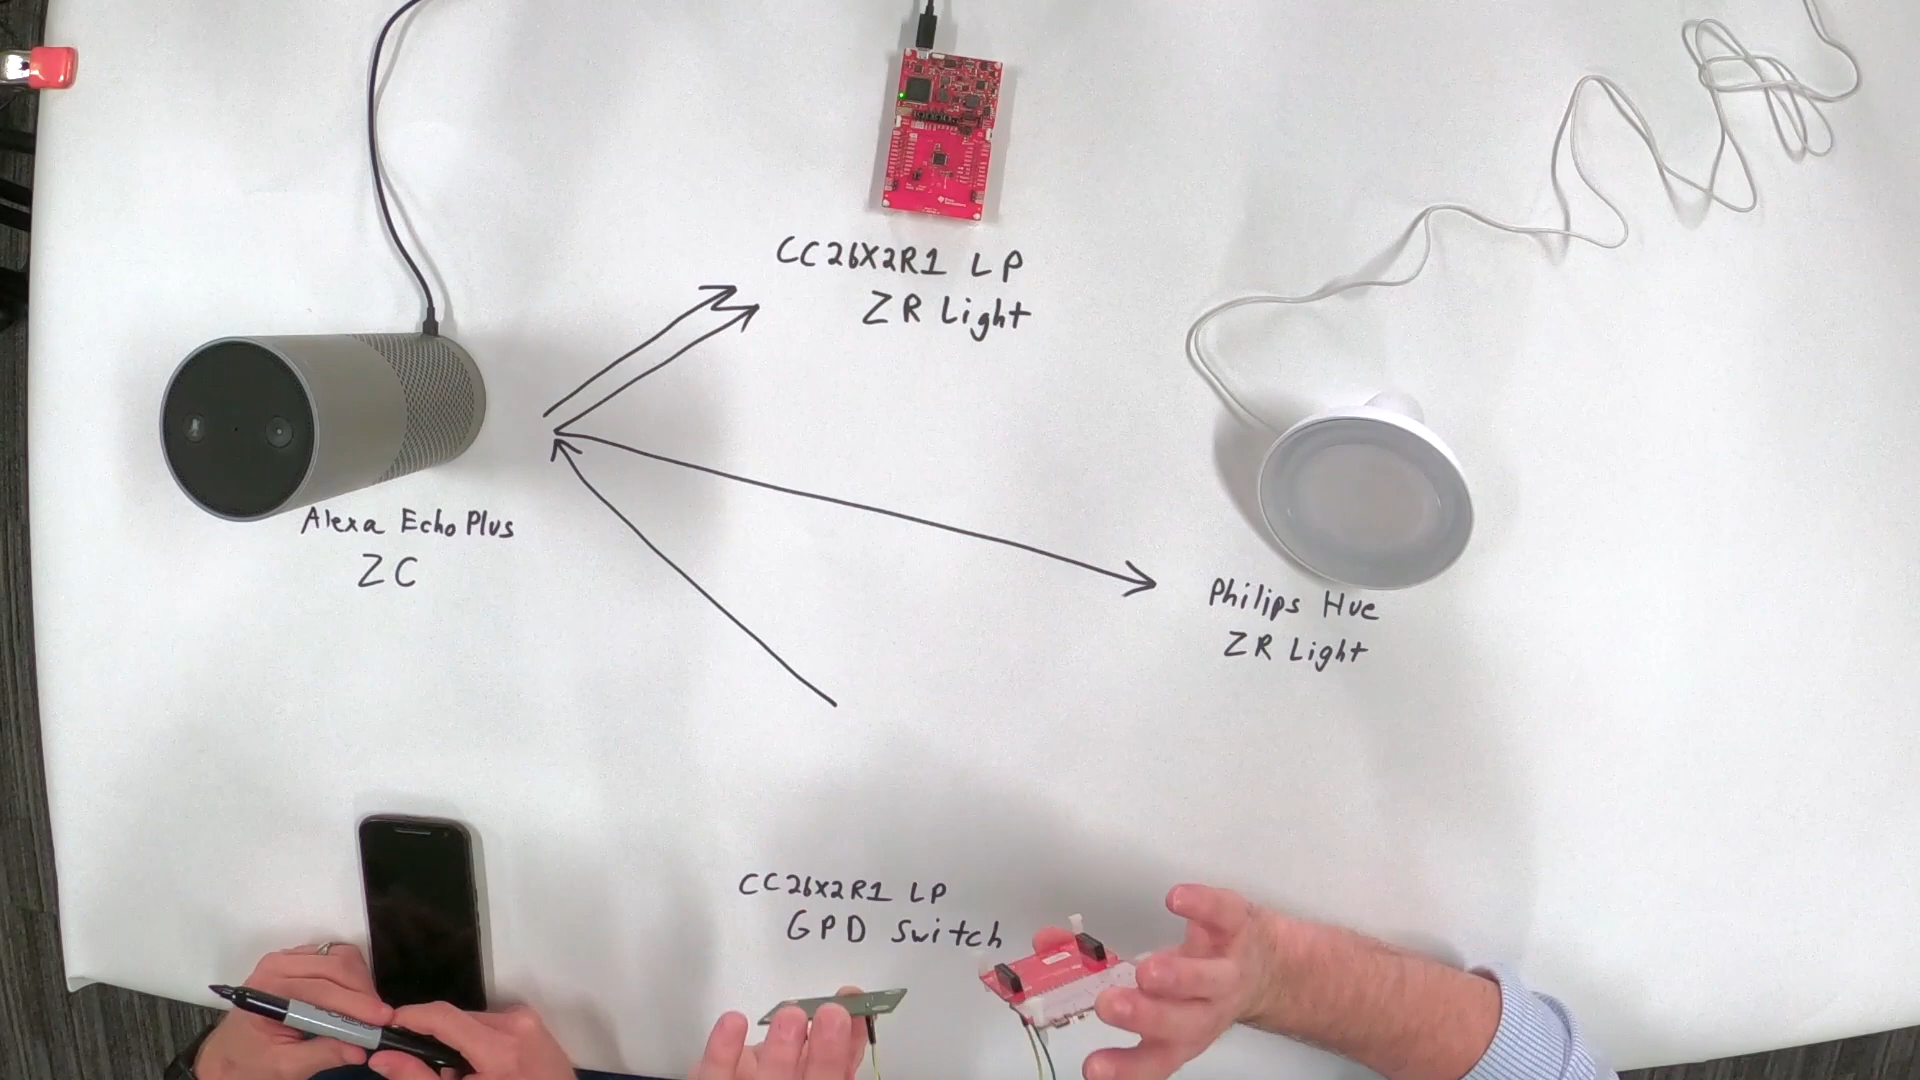 CC26X2R1 LP
ZR Light
Alexa Echo Plus
ZC
Philips Hue
ZR Light
CC26X2R1 LP
GPD Switch